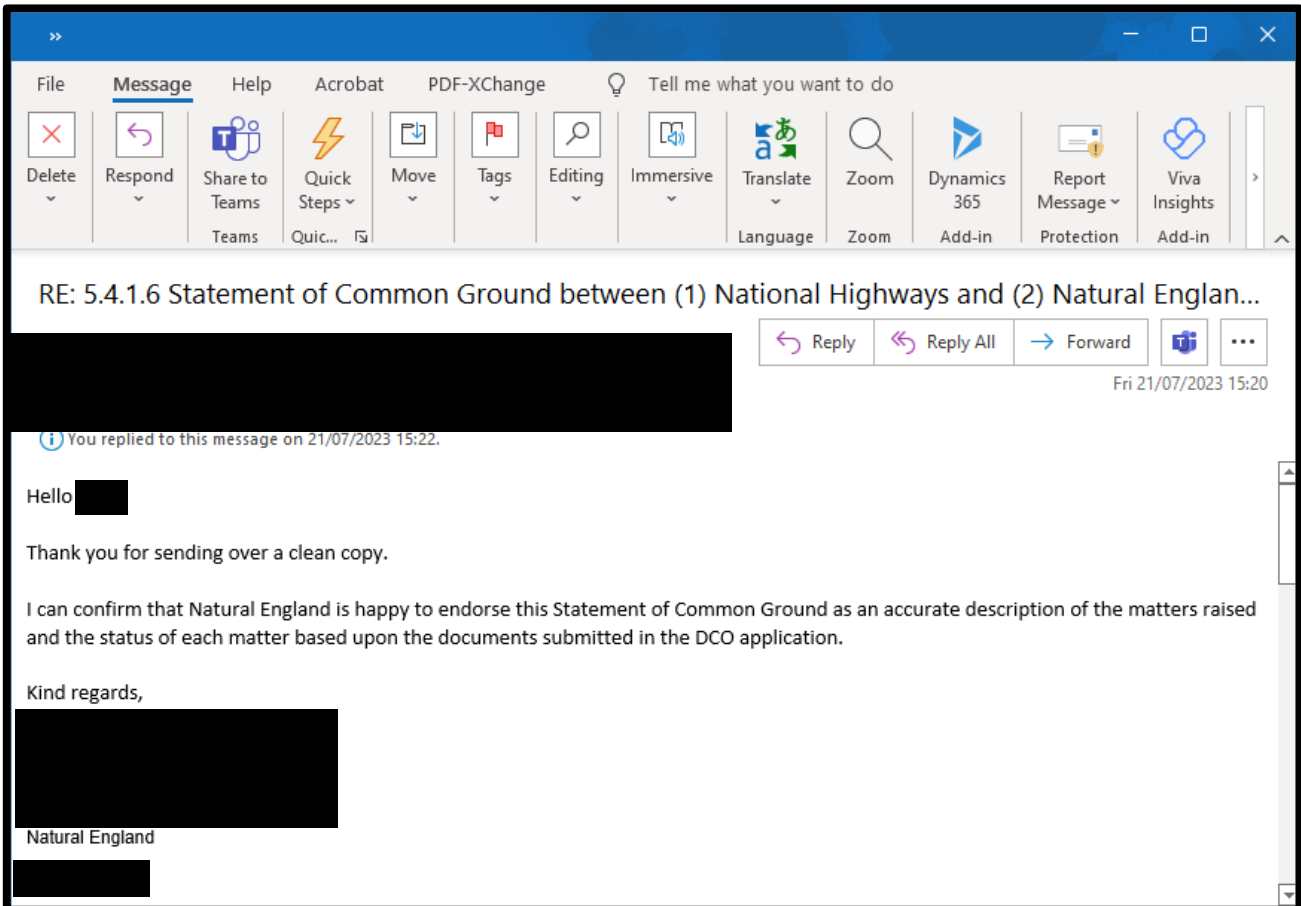 File Message Help Acrobat PDF-XChange Tell me what you want to do
Delete Respond Share to Teams Quick Steps Move Tags Editing Immersive Translate Zoom Dynamics 365 Report Message Viva Insights
Teams Quic... Language Zoom Add-in Protection Add-in
RE: 5.4.1.6 Statement of Common Ground between (1) National Highways and (2) Natural Englan...
Reply Reply All Forward
Fri 21/07/2023 15:20
You replied to this message on 21/07/2023 15:22.
Hello
Thank you for sending over a clean copy.
I can confirm that Natural England is happy to endorse this Statement of Common Ground as an accurate description of the matters raised
and the status of each matter based upon the documents submitted in the DCO application.
Kind regards,
Natural England